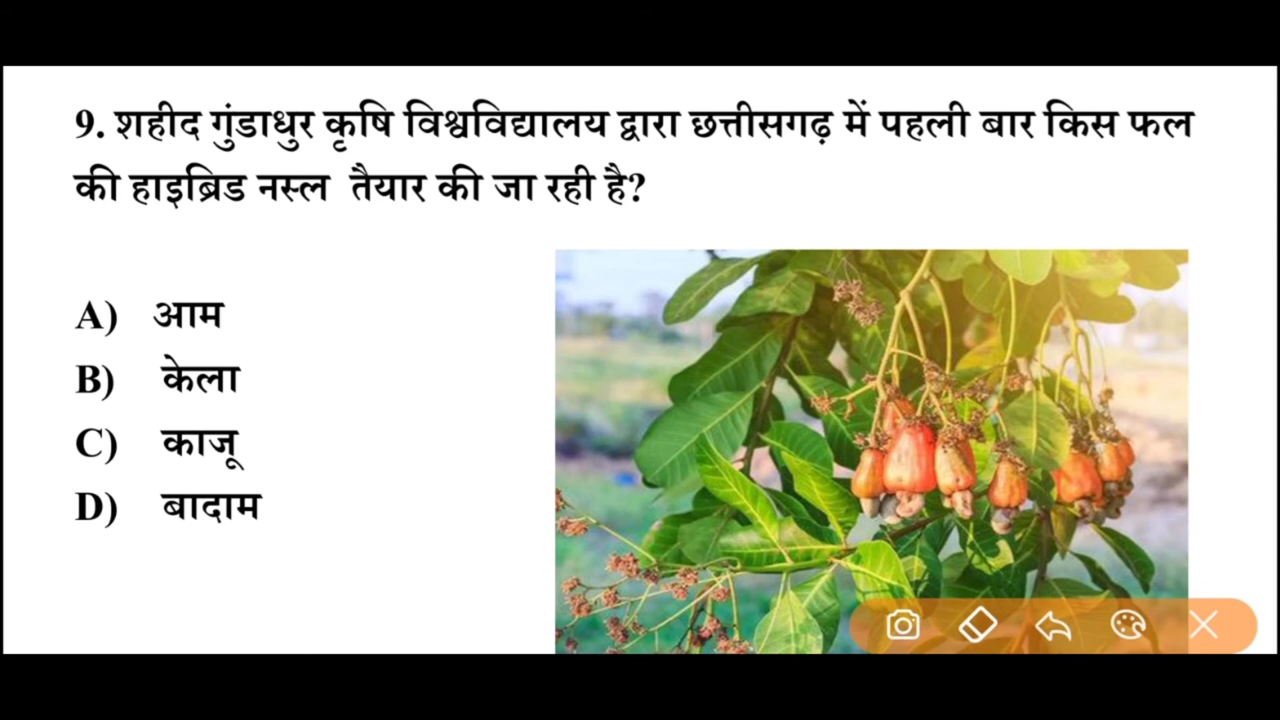 9. शहीद गुंडाधुर कृषि विश्वविद्यालय द्वारा छत्तीसगढ़ में पहली बार किस फल
की हाइब्रिड नस्ल तैयार की जा रही है?
A) आम
B) केला
C) काजू
D) बादाम